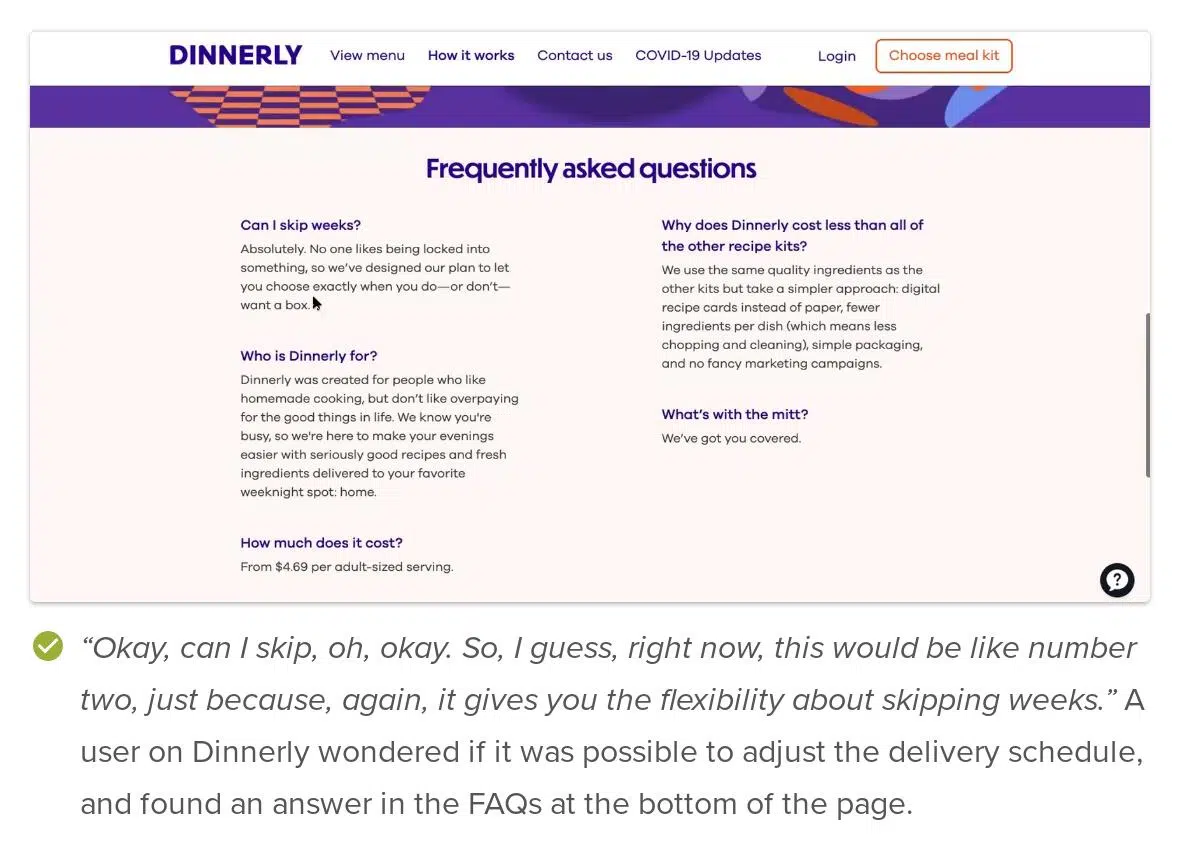 DINNERLY View menu How it works Contact us COVID-19 Updates Login Choose meal kit
Frequently asked questions
Can I skip weeks?
Absolutely. No one likes being locked into
something, so we've designed our plan to let
you choose exactly when you do—or don't—
want a box.
Who is Dinnerly for?
Dinnerly was created for people who like
homemade cooking, but don't like overpaying
for the good things in life. We know you're
busy, so we're here to make your evenings
easier with seriously good recipes and fresh
ingredients delivered to your favorite
weeknight spot: home.
How much does it cost?
From $4.69 per adult-sized serving.
Why does Dinnerly cost less than all of
the other recipe kits?
We use the same quality ingredients as the
other kits but take a simpler approach: digital
recipe cards instead of paper, fewer
ingredients per dish (which means less
chopping and cleaning), simple packaging,
and no fancy marketing campaigns.
What's with the mitt?
We've got you covered.
?
“Okay, can I skip, oh, okay. So, I guess, right now, this would be like number
two, just because, again, it gives you the flexibility about skipping weeks.” A
user on Dinnerly wondered if it was possible to adjust the delivery schedule,
and found an answer in the FAQs at the bottom of the page.